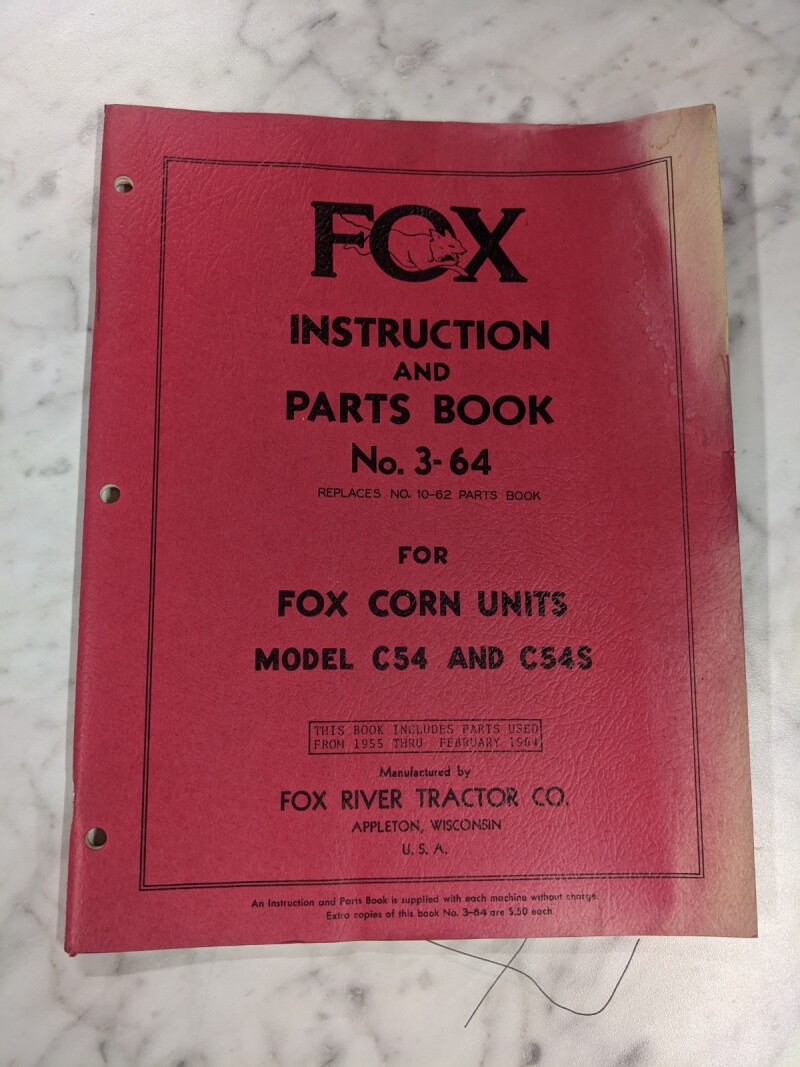 FOX
INSTRUCTION
AND
PARTS BOOK
No. 3-64
REPLACES NO. 10-62 PARTS BOOK
FOR
FOX CORN UNITS
MODEL C54 AND C54S
THIS BOOK INCLUDES PARTS USED
FROM 1955 THRU FEBRUARY 1964
Manufactured by
FOX RIVER TRACTOR CO.
APPLETON, WISCONSIN
U. S. A.
An Instruction and Parts Book is supplied with each machine without charge.
Extra copies of this book No. 3-64 are $.50 each.